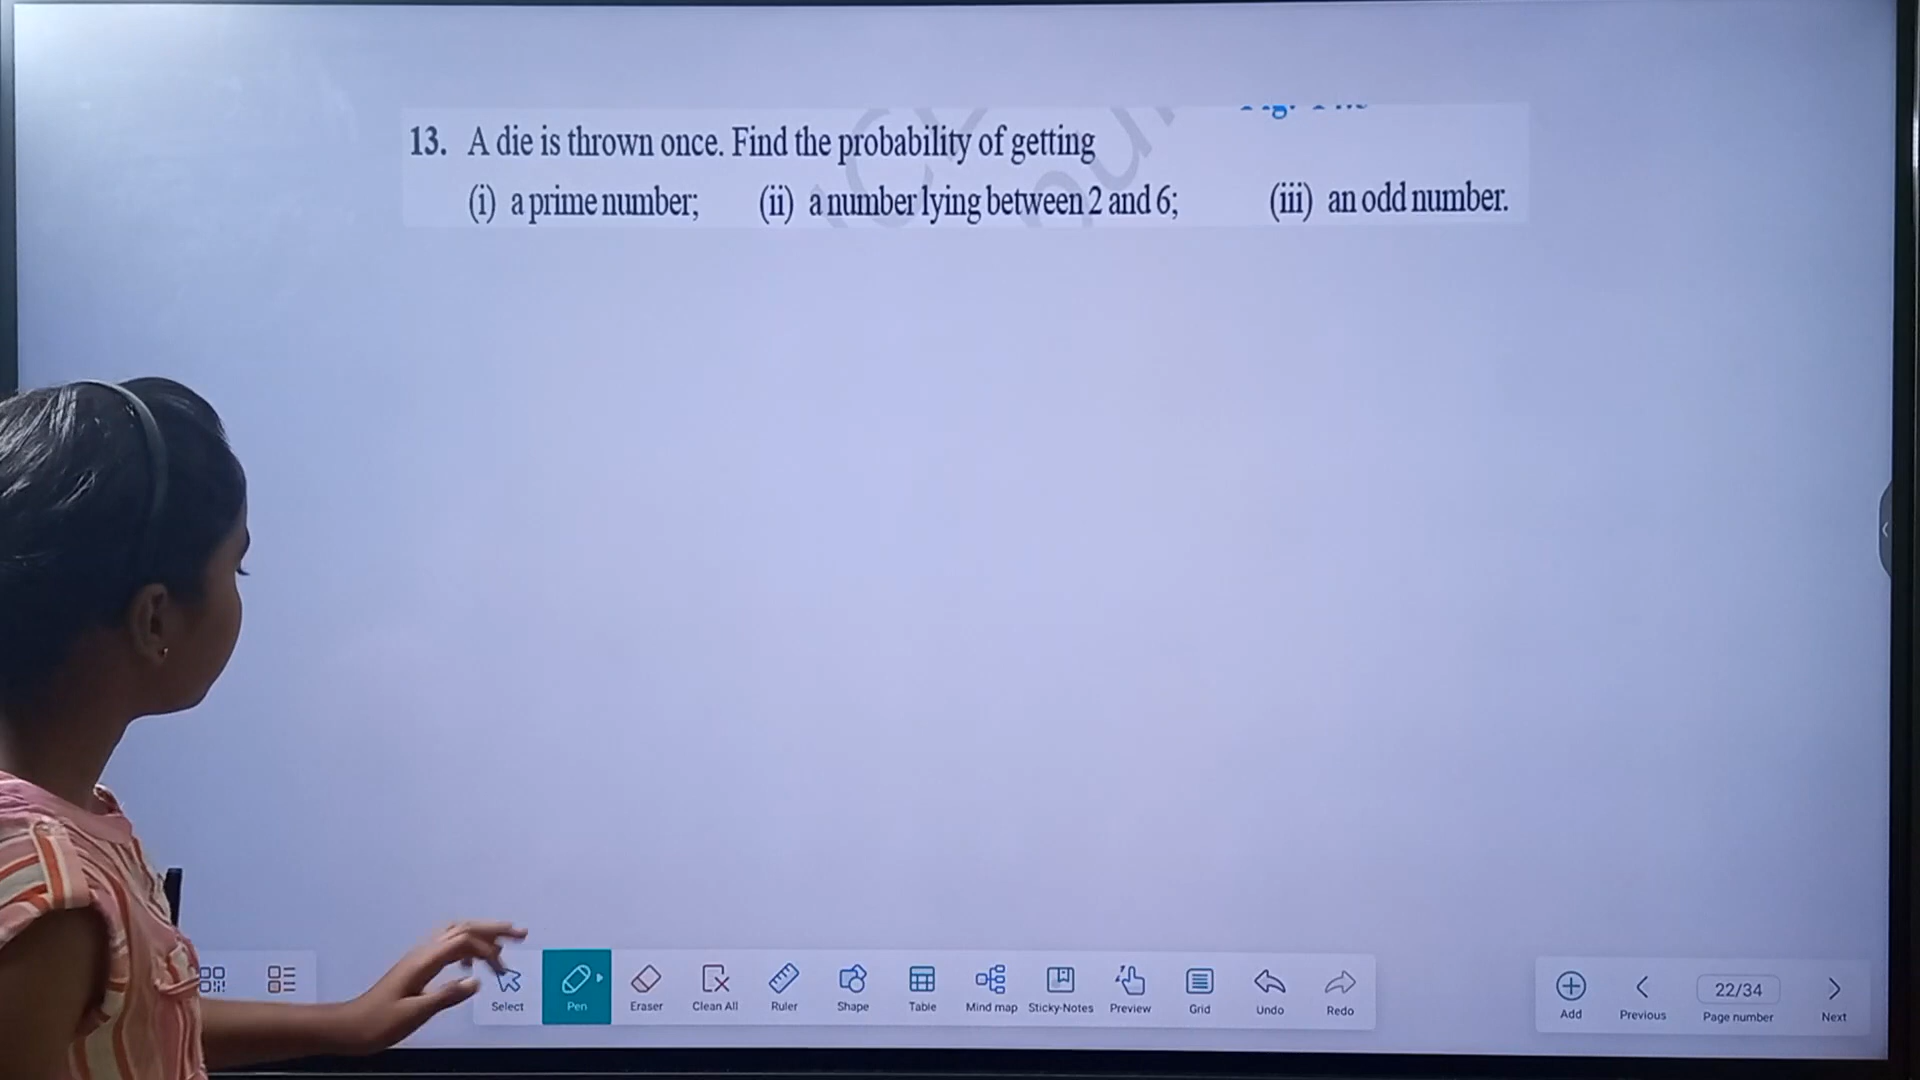 13. A die is thrown once. Find the probability of getting
(i) a prime number; (ii) a number lying between 2 and 6; (iii) an odd number.
Select Pen Eraser Clean All Ruler Shape Table Mind map Sticky-Notes Preview Grid Undo Redo
Add Previous 22/34 Page number Next